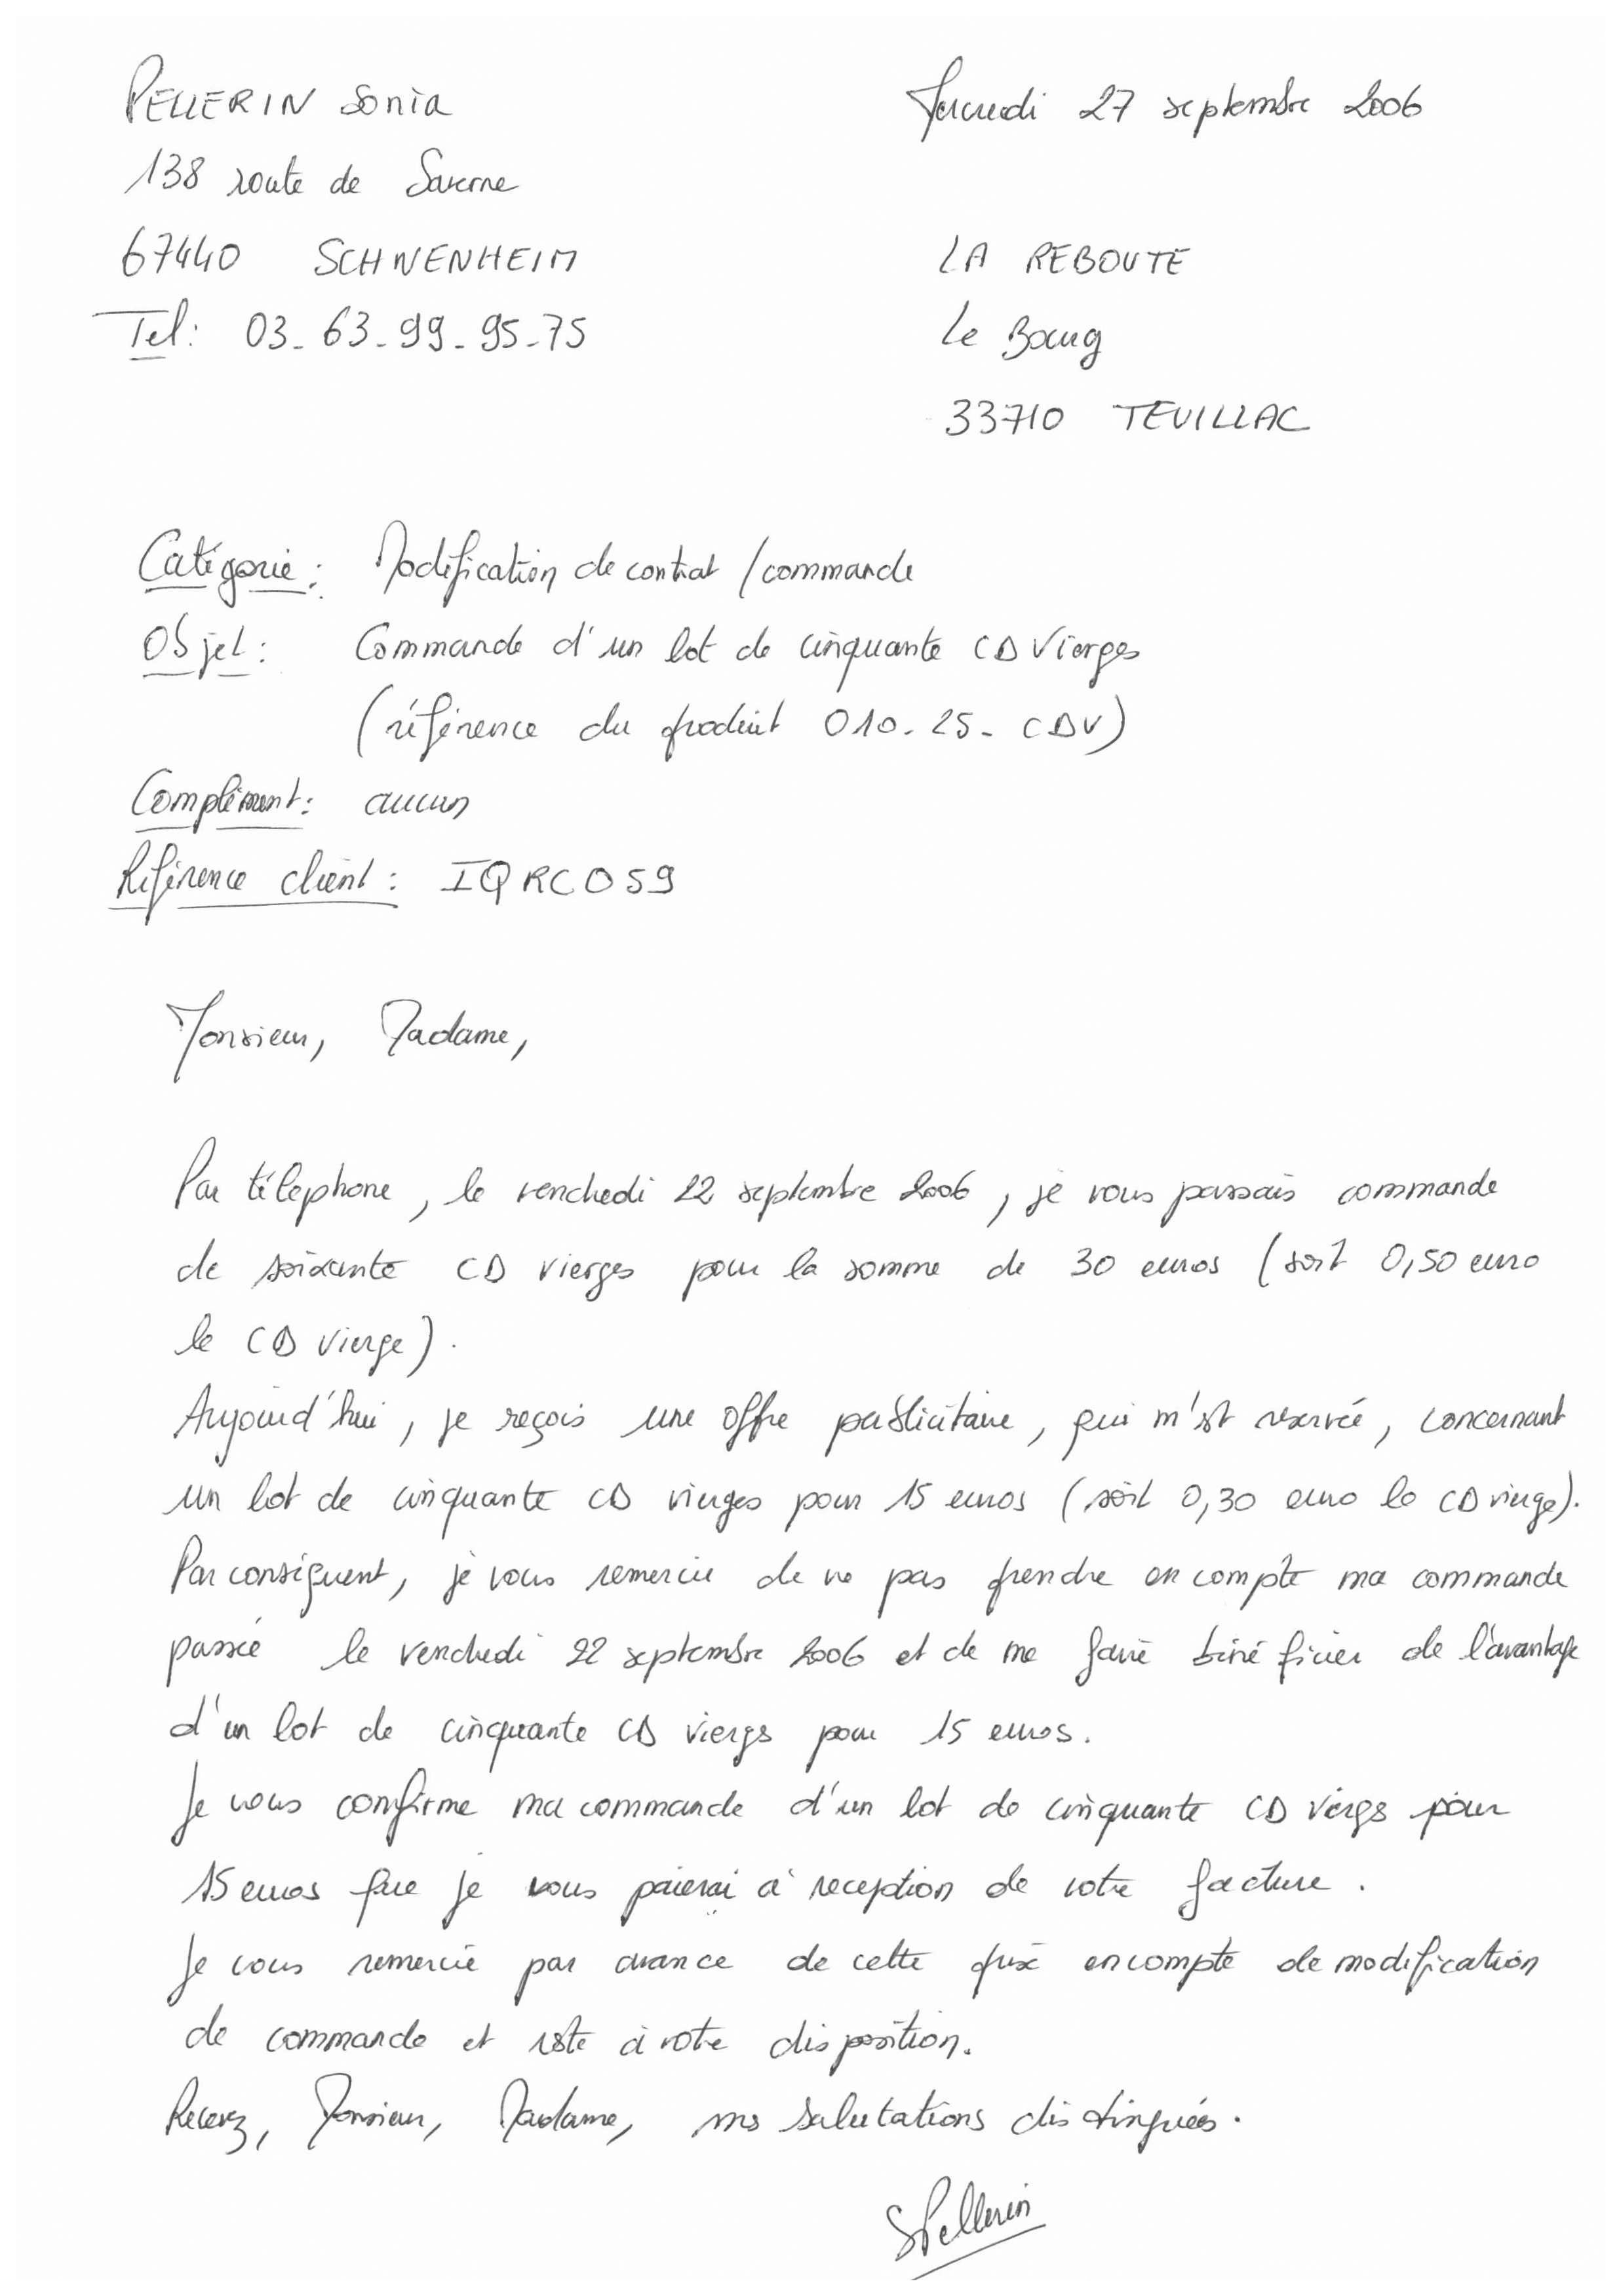 PELLERIN Sonia
Mercredi 27 septembre 2006
138 route de Saverne
67440 SCHWENHEIM
LA REBOUTE
Tel: 03-63-99-95-75
Le Bourg
33710 TEUILLAC
Catégorie: Modification de contrat / commande
Objet: Commande d'un lot de cinquante CD Vierges
(référence du produit 010-25-CDV)
Complément: aucun
Référence client: IQRCO59
Monsieur, Madame,
Par téléphone, le vendredi 22 septembre 2006, je vous passais commande
de soixante CD vierges pour la somme de 30 euros (soit 0,50 euro
le CD vierge).
Aujourd'hui, je reçois une offre publicitaire, qui m'est réservée, concernant
un lot de cinquante CD vierges pour 15 euros (soit 0,30 euro le CD vierge).
Par conséquent, je vous remercie de ne pas prendre en compte ma commande
passée le vendredi 22 septembre 2006 et de me faire bénéficier de l'avantage
d'un lot de cinquante CD vierges pour 15 euros.
Je vous confirme ma commande d'un lot de cinquante CD vierges pour
15 euros que je vous paierai à reception de votre facture.
Je vous remercie par avance de cette prise en compte de modification
de commande et reste à votre disposition.
Recevez, Monsieur, Madame, mes salutations distinguées.
SPellerin